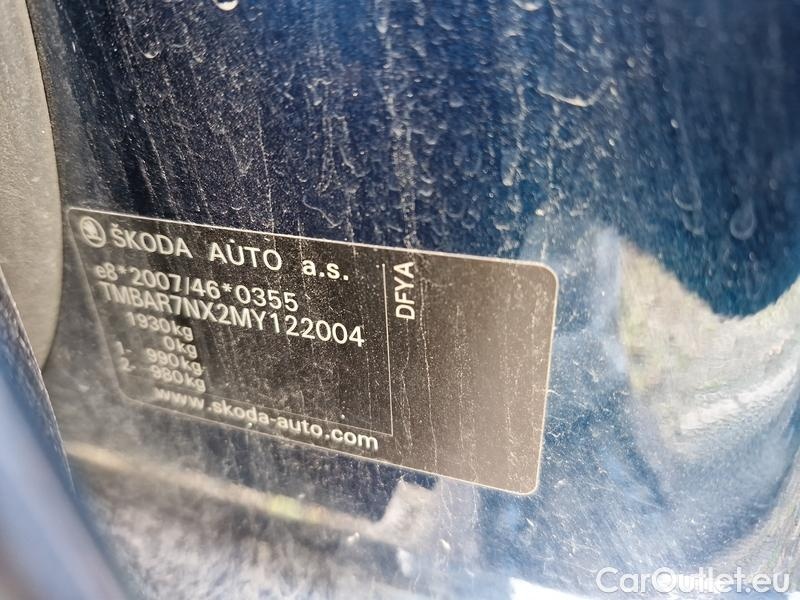 ŠKODA AUTO a.s.
e8*2007/46*0355
TMBAR7NX2MY122004
1930kg
0kg
1- 990kg
2- 980kg
www.skoda-auto.com
DFYA
CarOutlet.eu